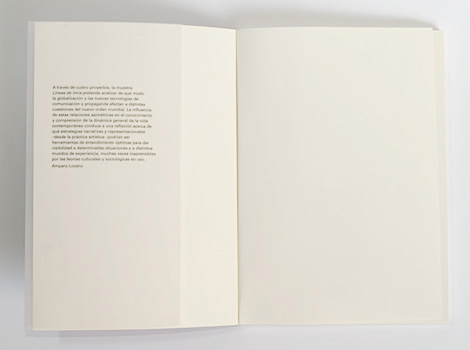 A través de cuatro proyectos, la muestra
Líneas de mira pretende analizar de qué modo,
la globalización y las nuevas tecnologías de
comunicación y propaganda afectan a distintas
cuestiones del nuevo orden mundial. La influencia
de estas relaciones asimétricas en el conocimiento
y comprensión de la dinámica general de la vida
contemporánea conduce a una reflexión acerca de
qué estrategias narrativas y representacionales
–desde la práctica artística– podrían ser
herramientas de entendimiento óptimas para dar
visibilidad a determinadas situaciones y a distintos
mundos de experiencia, muchas veces inaprensibles
por las teorías culturales y sociológicas en uso.
Amparo Lozano